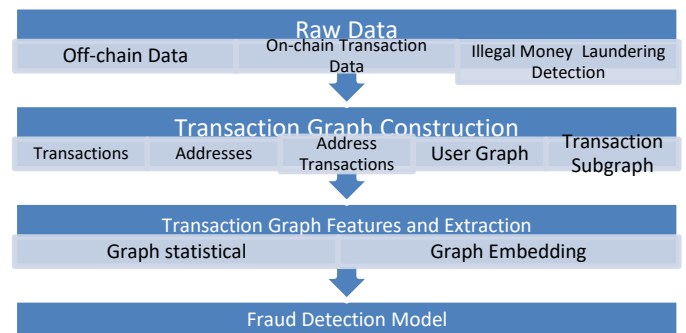 Raw Data
Off-chain Data
On-chain Transaction
Data
Illegal Money Laundering
Detection
Transaction Graph Construction
Transactions
Addresses
Address
Transactions
User Graph
Transaction
Subgraph
Transaction Graph Features and Extraction
Graph statistical
Graph Embedding
Fraud Detection Model